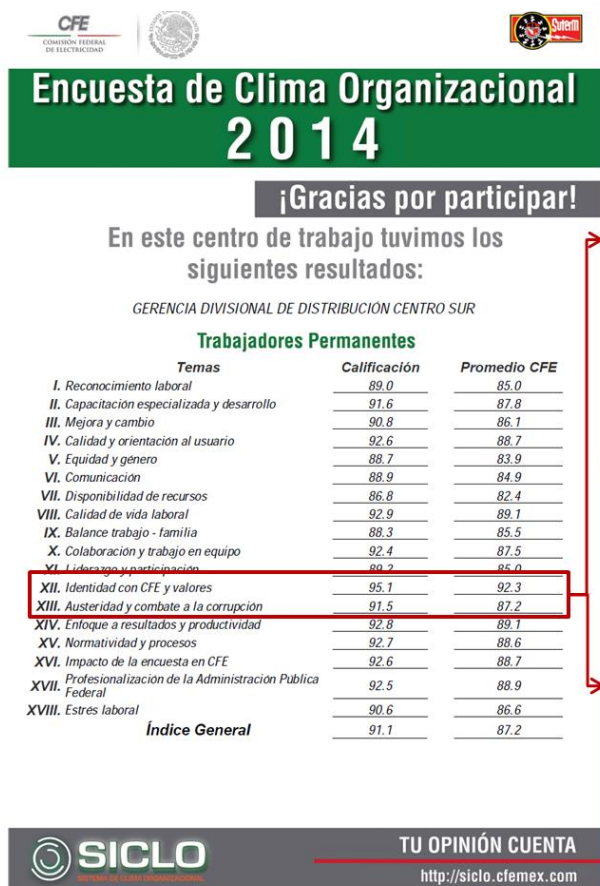 CFE
COMISIÓN FEDERAL
DE ELECTRICIDAD
Suterm
Encuesta de Clima Organizacional
2014
¡Gracias por participar!
En este centro de trabajo tuvimos los
siguientes resultados:
GERENCIA DIVISIONAL DE DISTRIBUCIÓN CENTRO SUR
Trabajadores Permanentes
Temas Calificación Promedio CFE
I. Reconocimiento laboral 89.0 85.0
II. Capacitación especializada y desarrollo 91.6 87.8
III. Mejora y cambio 90.8 86.1
IV. Calidad y orientación al usuario 92.6 88.7
V. Equidad y género 88.7 83.9
VI. Comunicación 88.9 84.9
VII. Disponibilidad de recursos 86.8 82.4
VIII. Calidad de vida laboral 92.9 89.1
IX. Balance trabajo - familia 88.3 85.5
X. Colaboración y trabajo en equipo 92.4 87.5
XI. Liderazgo y participación 89.2 85.0
XII. Identidad con CFE y valores 95.1 92.3
XIII. Austeridad y combate a la corrupción 91.5 87.2
XIV. Enfoque a resultados y productividad 92.8 89.1
XV. Normatividad y procesos 92.7 88.6
XVI. Impacto de la encuesta en CFE 92.6 88.7
XVII. Profesionalización de la Administración Pública
Federal 92.5 88.9
XVIII. Estrés laboral 90.6 86.6
Índice General 91.1 87.2
SICLO
SISTEMA DE CLIMA ORGANIZACIONAL
TU OPINIÓN CUENTA
http://siclo.cfemex.com